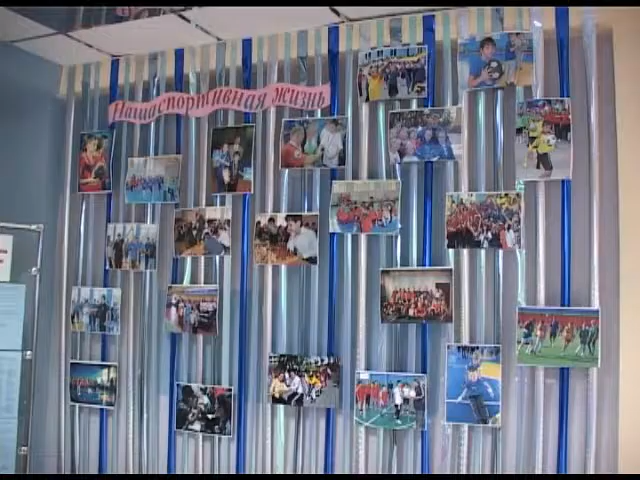 Наша спортивная жизнь